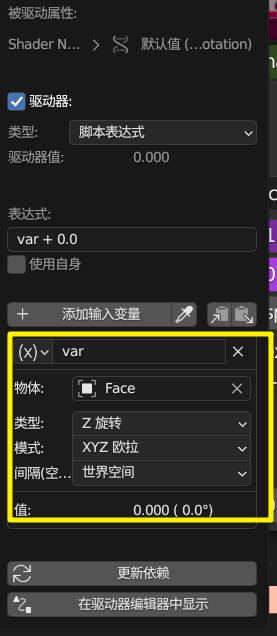 被驱动属性:
Shader N... 默认值 (...otation)
驱动器:
类型: 脚本表达式
驱动器值: 0.000
表达式:
var + 0.0
使用自身
添加输入变量
(x) var
物体: Face
类型: Z 旋转
模式: XYZ 欧拉
间隔(空... 世界空间
值: 0.000 ( 0.0°)
更新依赖
在驱动器编辑器中显示